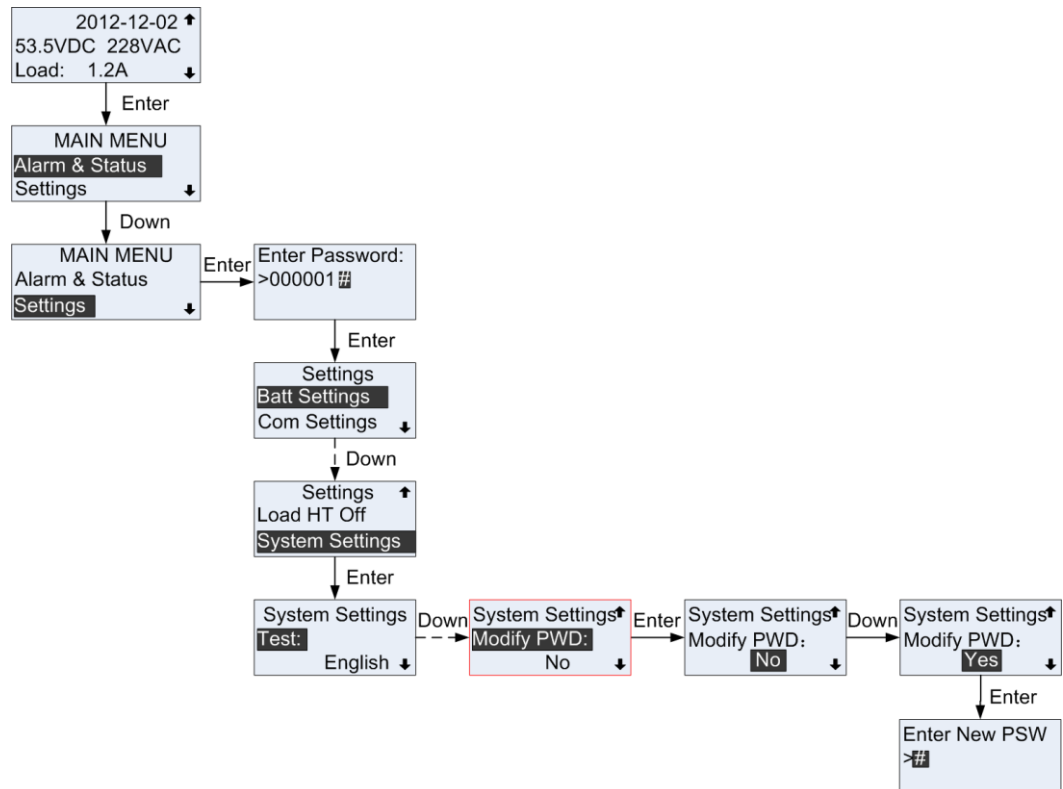 2012-12-02
53.5VDC 228VAC
Load: 1.2A
Enter
MAIN MENU
Alarm & Status
Settings
Down
MAIN MENU
Alarm & Status
Settings
Enter
Enter Password:
>000001#
Enter
Settings
Batt Settings
Com Settings
Down
Settings
Load HT Off
System Settings
Enter
System Settings
Test:
English
Down
System Settings
Modify PWD:
No
Enter
System Settings
Modify PWD：
No
Down
System Settings
Modify PWD：
Yes
Enter
Enter New PSW
>#